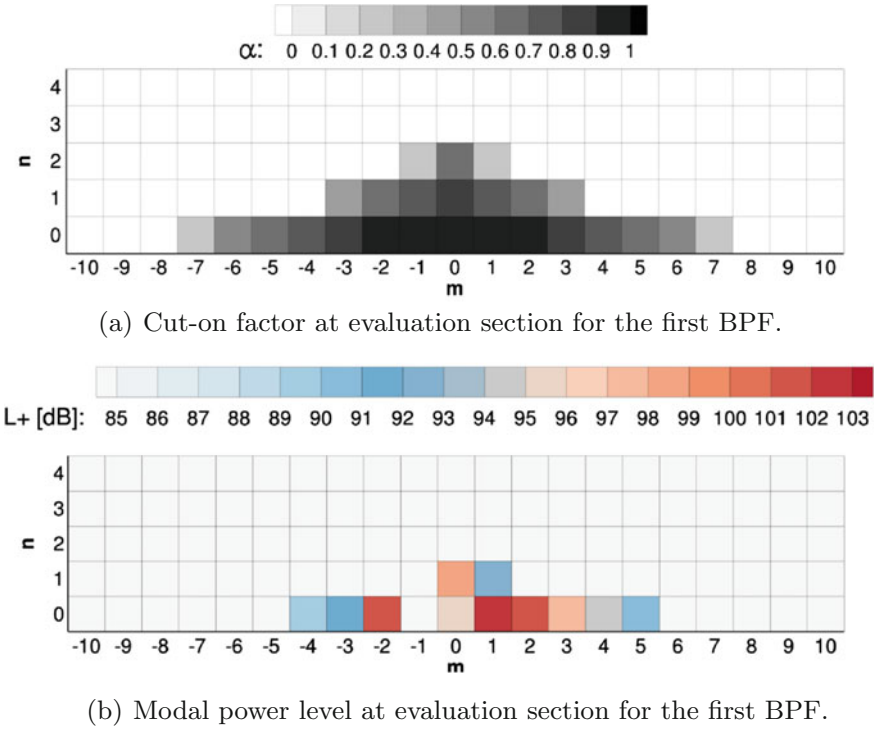 α: 0 0.1 0.2 0.3 0.4 0.5 0.6 0.7 0.8 0.9 1
4
3
n 2
1
0
-10 -9 -8 -7 -6 -5 -4 -3 -2 -1 0 1 2 3 4 5 6 7 8 9 10
m
(a) Cut-on factor at evaluation section for the first BPF.
L+ [dB]: 85 86 87 88 89 90 91 92 93 94 95 96 97 98 99 100 101 102 103
4
3
n 2
1
0
-10 -9 -8 -7 -6 -5 -4 -3 -2 -1 0 1 2 3 4 5 6 7 8 9 10
m
(b) Modal power level at evaluation section for the first BPF.